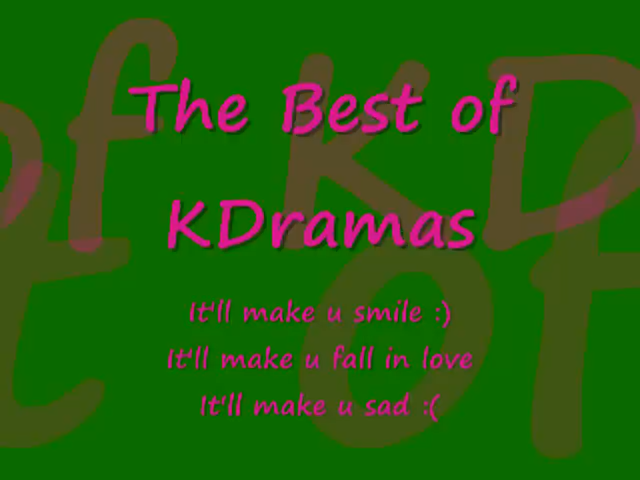 The Best of
KDramas
It'll make u smile :)
It'll make u fall in love
It'll make u sad :(